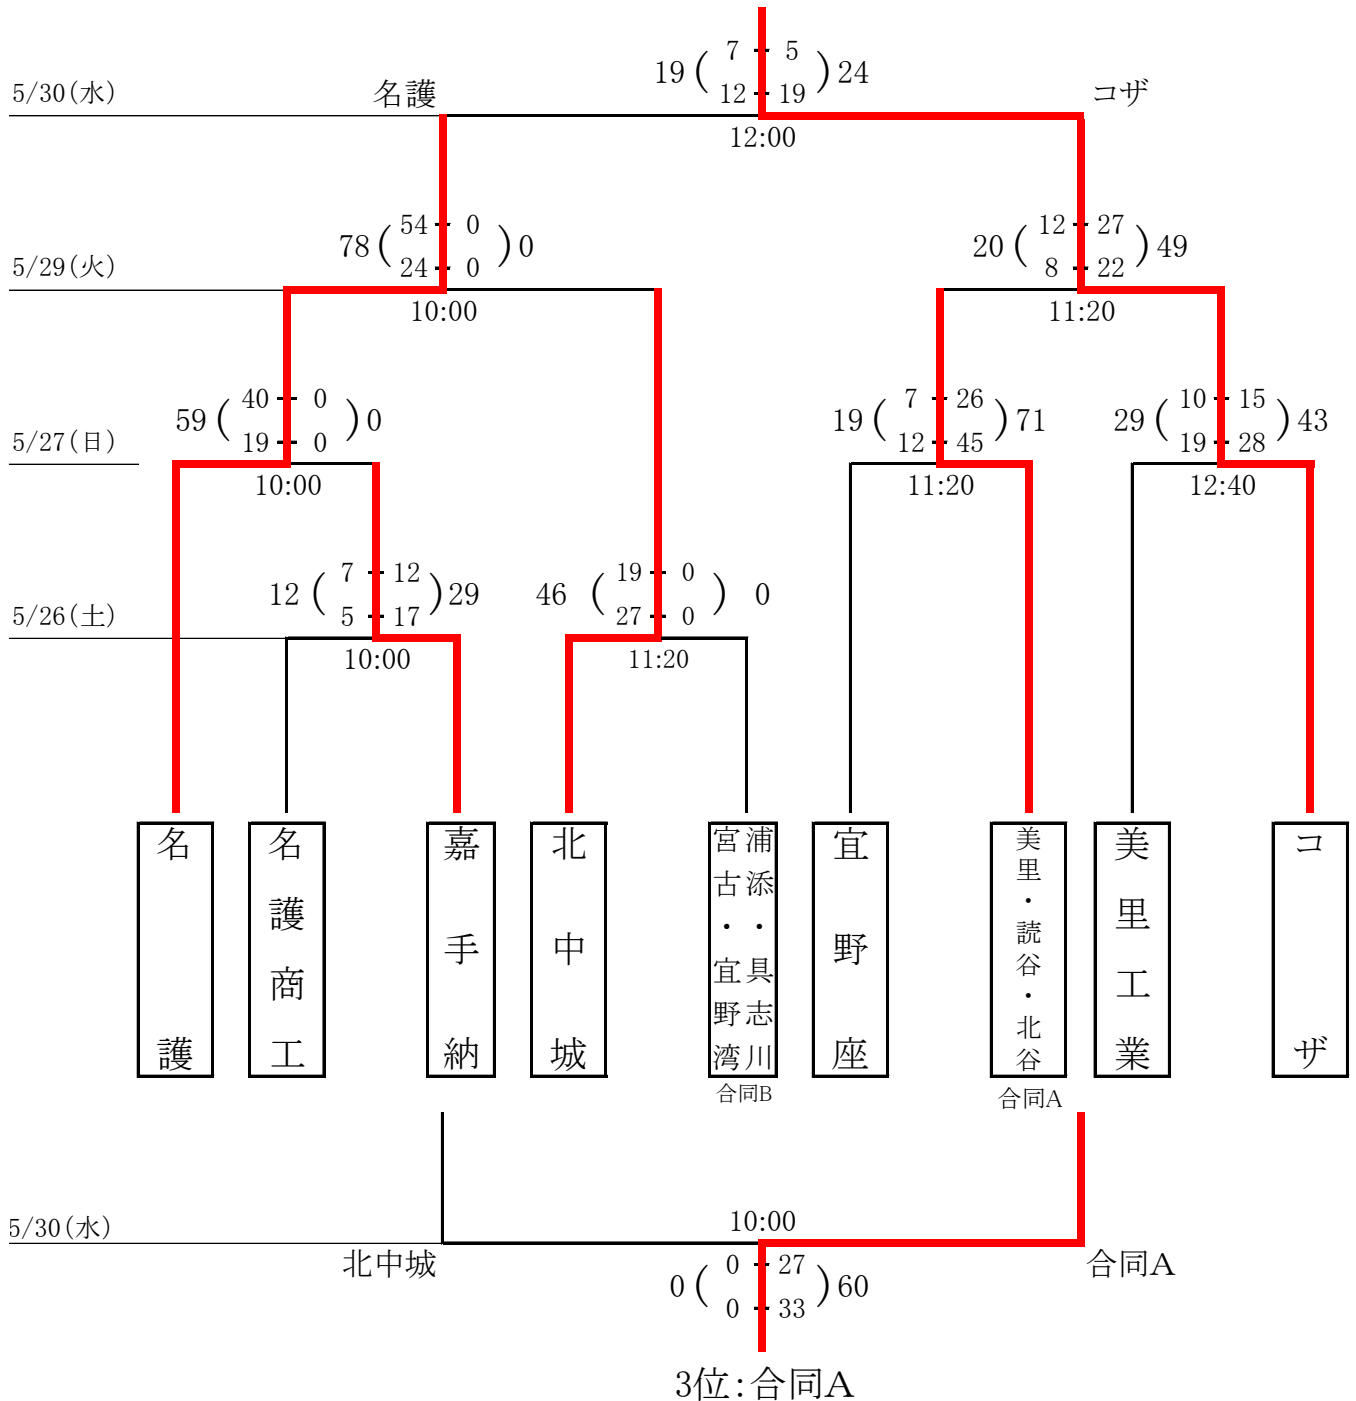 7 - 5
19 ( ) 24
12 - 19
5/30(水)
名護
コザ
12:00
54 - 0
78 ( ) 0
24 - 0
12 - 27
20 ( ) 49
8 - 22
5/29(火)
10:00
11:20
40 - 0
59 ( ) 0
19 - 0
7 - 26
19 ( ) 71
12 - 45
10 - 15
29 ( ) 43
19 - 28
5/27(日)
10:00
11:20
12:40
7 - 12
12 ( ) 29
5 - 17
19 - 0
46 ( ) 0
27 - 0
5/26(土)
10:00
11:20
名護
名護商工
嘉手納
北中城
浦添・具志川
宮古・宜野湾
合同B
宜野座
美里・読谷・北谷
合同A
美里工業
コザ
5/30(水)
10:00
北中城
合同A
0 - 27
0 ( ) 60
0 - 33
3位:合同A